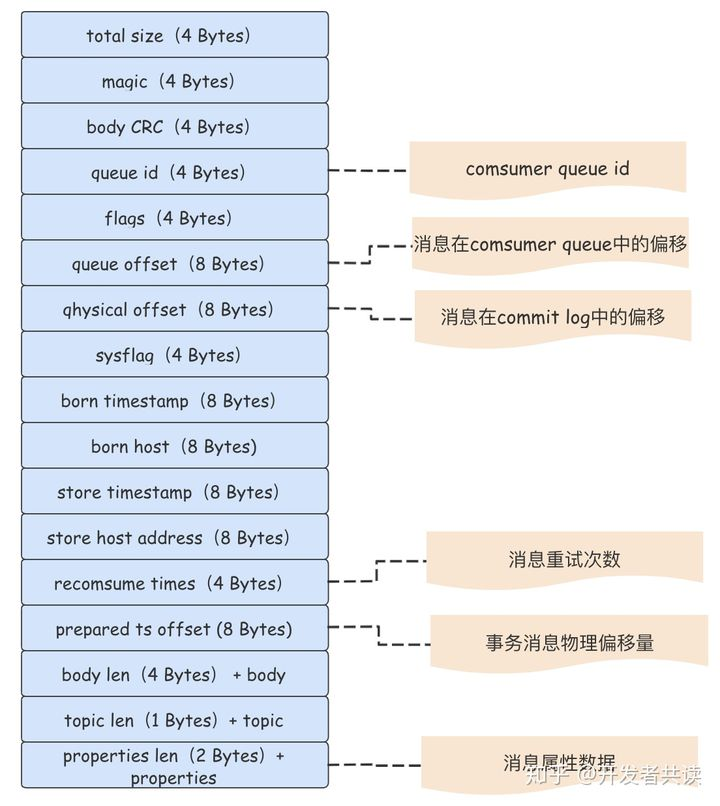 total size（4 Bytes）
magic（4 Bytes）
body CRC（4 Bytes）
queue id（4 Bytes）
comsumer queue id
flags（4 Bytes）
queue offset（8 Bytes）
消息在comsumer queue中的偏移
qhysical offset（8 Bytes）
消息在commit log中的偏移
sysflag（4 Bytes）
born timestamp（8 Bytes）
born host（8 Bytes）
store timestamp（8 Bytes）
store host address（8 Bytes）
recomsume times（4 Bytes）
消息重试次数
prepared ts offset (8 Bytes）
事务消息物理偏移量
body len（4 Bytes） + body
topic len（1 Bytes）+ topic
properties len（2 Bytes）+
properties
消息属性数据
知乎 @开发者共读